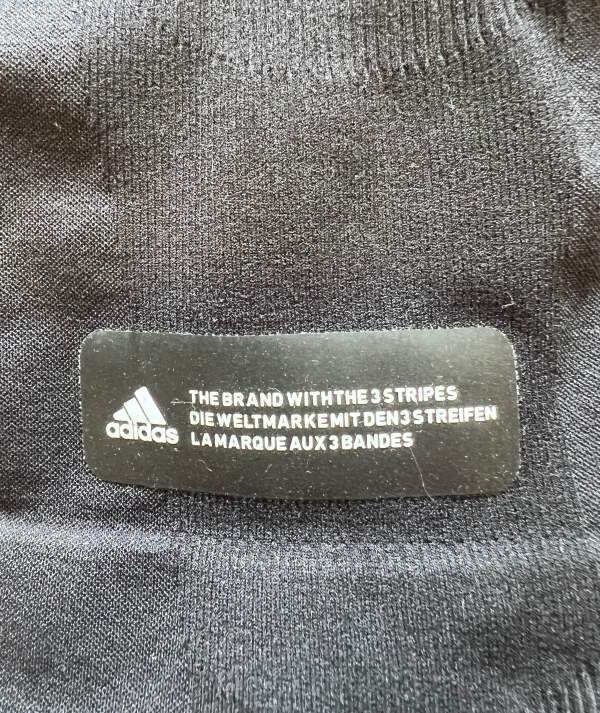 adidas
THE BRAND WITH THE 3 STRIPES
DIE WELTMARKE MIT DEN 3 STREIFEN
LA MARQUE AUX 3 BANDES